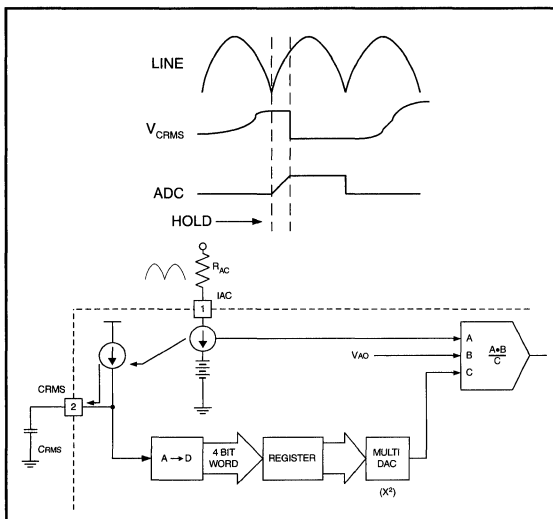 LINE
VCRMS
ADC
HOLD
RAC
1
IAC
A
VAO
B
A•B
C
C
CRMS
2
CRMS
A → D
4 BIT
WORD
REGISTER
MULTI
DAC
(X²)